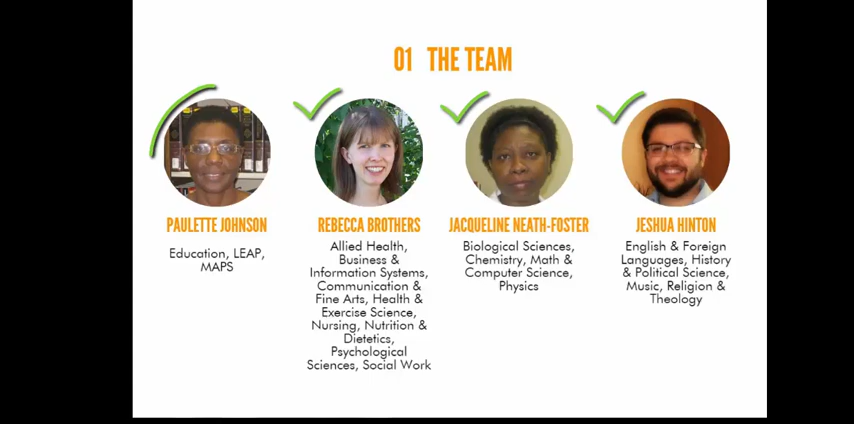 01 THE TEAM
PAULETTE JOHNSON
Education, LEAP,
MAPS
REBECCA BROTHERS
Allied Health,
Business &
Information Systems,
Communication &
Fine Arts, Health &
Exercise Science,
Nursing, Nutrition &
Dietetics,
Psychological
Sciences, Social Work
JACQUELINE NEATH-FOSTER
Biological Sciences,
Chemistry, Math &
Computer Science,
Physics
JESHUA HINTON
English & Foreign
Languages, History
& Political Science,
Music, Religion &
Theology